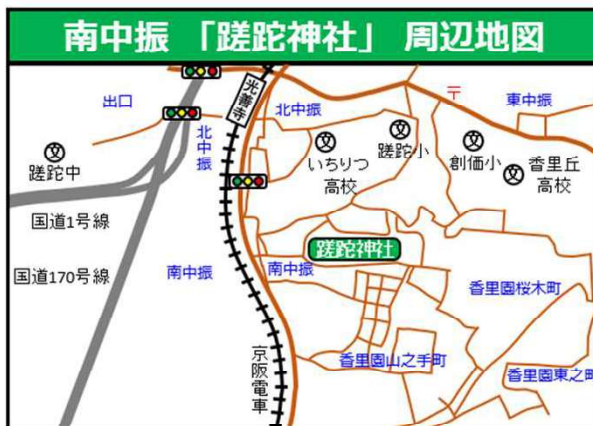 南中振 「蹉跎神社」 周辺地図
出口
光善寺
北中振
〒
東中振
北中振
蹉跎中
いちりつ
高校
蹉跎小
創価小
香里丘
高校
国道1号線
蹉跎神社
国道170号線
南中振
南中振
香里園桜木町
京阪電車
香里園山之手町
香里園東之町